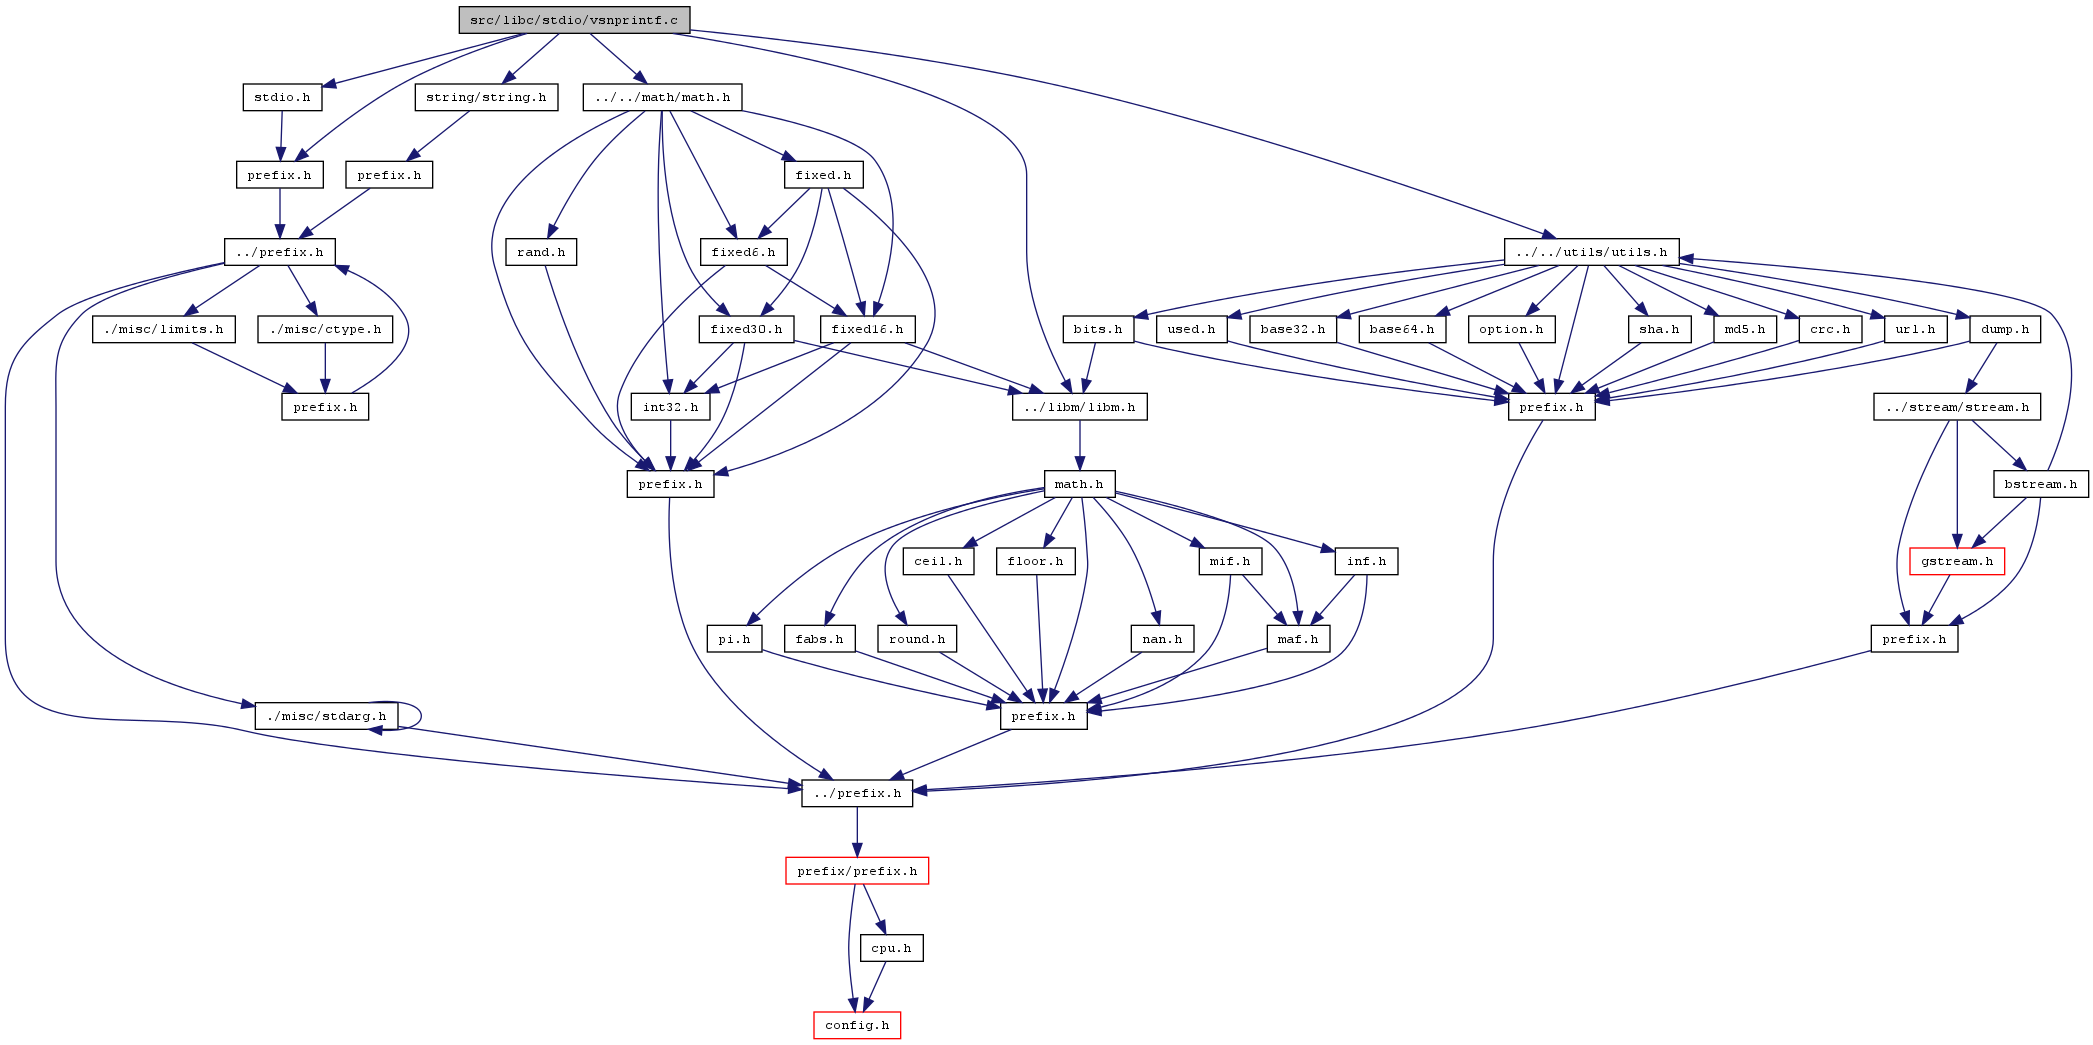 src/libc/stdio/vsnprintf.c
stdio.h
string/string.h
../../math/math.h
prefix.h
prefix.h
fixed.h
../prefix.h
rand.h
fixed6.h
../../utils/utils.h
./misc/limits.h
./misc/ctype.h
fixed30.h
fixed16.h
bits.h
used.h
base32.h
base64.h
option.h
sha.h
md5.h
crc.h
url.h
dump.h
prefix.h
int32.h
../libm/libm.h
prefix.h
../stream/stream.h
prefix.h
math.h
bstream.h
ceil.h
floor.h
mif.h
inf.h
gstream.h
pi.h
fabs.h
round.h
nan.h
maf.h
prefix.h
./misc/stdarg.h
prefix.h
../prefix.h
prefix/prefix.h
cpu.h
config.h